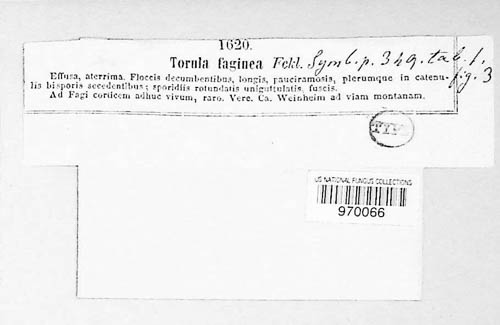 1620.
Torula faginea Fckl. Symb. p. 349. tab. 1. fig. 3
Effusa, aterrima. Floccis decumbentibus, longis, pauciramosis, plerumque in catenu-
lis bisporis secedentibus; sporidiis rotundatis uniguttulatis, fuscis.
Ad Fagi corticem adhuc vivum, raro. Vere. Ca. Weinheim ad viam montanam.
US NATIONAL FUNGUS COLLECTIONS
970066